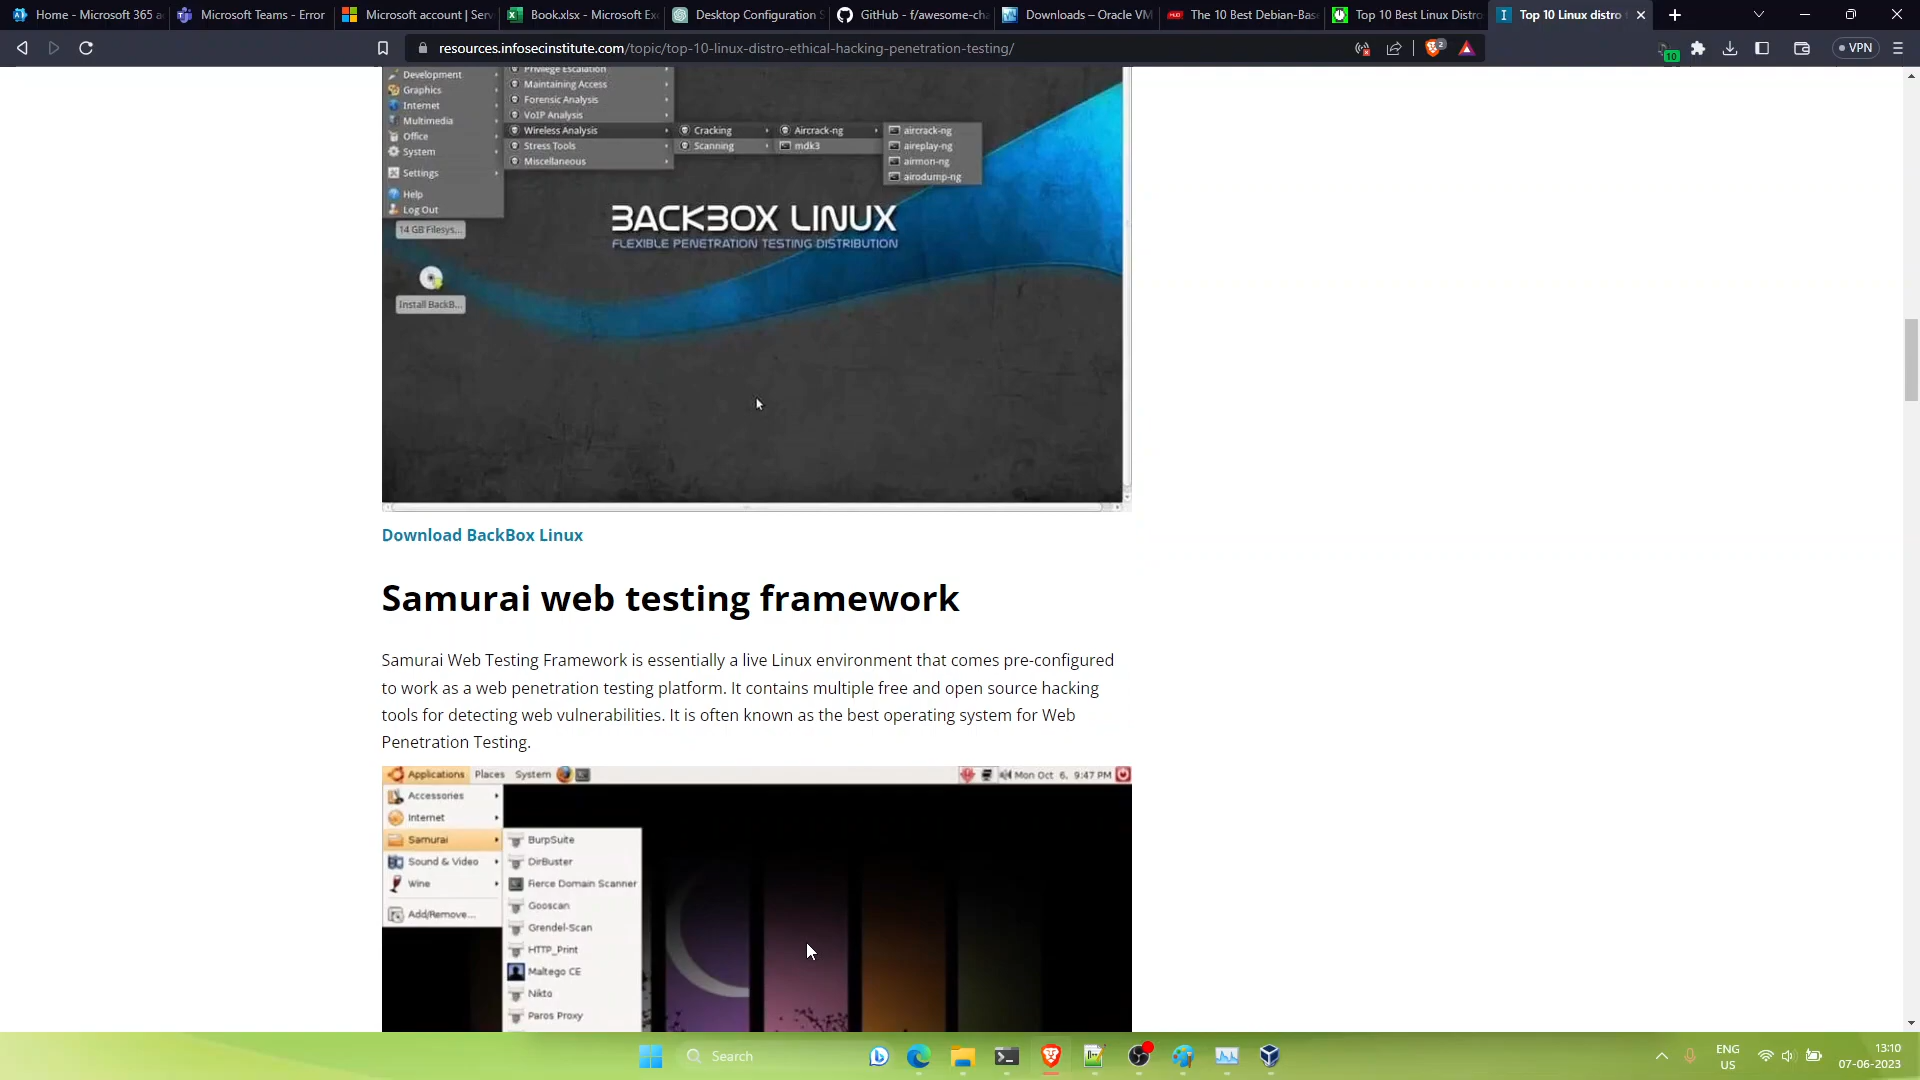 Home - Microsoft 365 a
Microsoft Teams - Error
Microsoft account | Serv
Book.xlsx - Microsoft Ex
Desktop Configuration S
GitHub - f/awesome-cha
Downloads – Oracle VM
The 10 Best Debian-Base
Top 10 Best Linux Distro
Top 10 Linux distro
resources.infosecinstitute.com/topic/top-10-linux-distro-ethical-hacking-penetration-testing/
2
10
VPN
Development
Graphics
Internet
Multimedia
Office
System
Settings
Help
Log Out
14 GB Filesys...
Install BackB...
Privilege Escalation
Maintaining Access
Forensic Analysis
VoIP Analysis
Wireless Analysis
Stress Tools
Miscellaneous
Cracking
Scanning
Aircrack-ng
mdk3
aircrack-ng
aireplay-ng
airmon-ng
airodump-ng
BACKBOX LINUX
FLEXIBLE PENETRATION TESTING DISTRIBUTION
Download BackBox Linux
Samurai web testing framework
Samurai Web Testing Framework is essentially a live Linux environment that comes pre-configured
to work as a web penetration testing platform. It contains multiple free and open source hacking
tools for detecting web vulnerabilities. It is often known as the best operating system for Web
Penetration Testing.
Applications Places System
Mon Oct 6, 9:47 PM
Accessories
Internet
Samurai
Sound & Video
Wine
Add/Remove...
BurpSuite
DirBuster
Fierce Domain Scanner
Gooscan
Grendel-Scan
HTTP_Print
Maltego CE
Nikto
Paros Proxy
Search
ENG
US
13:10
07-06-2023